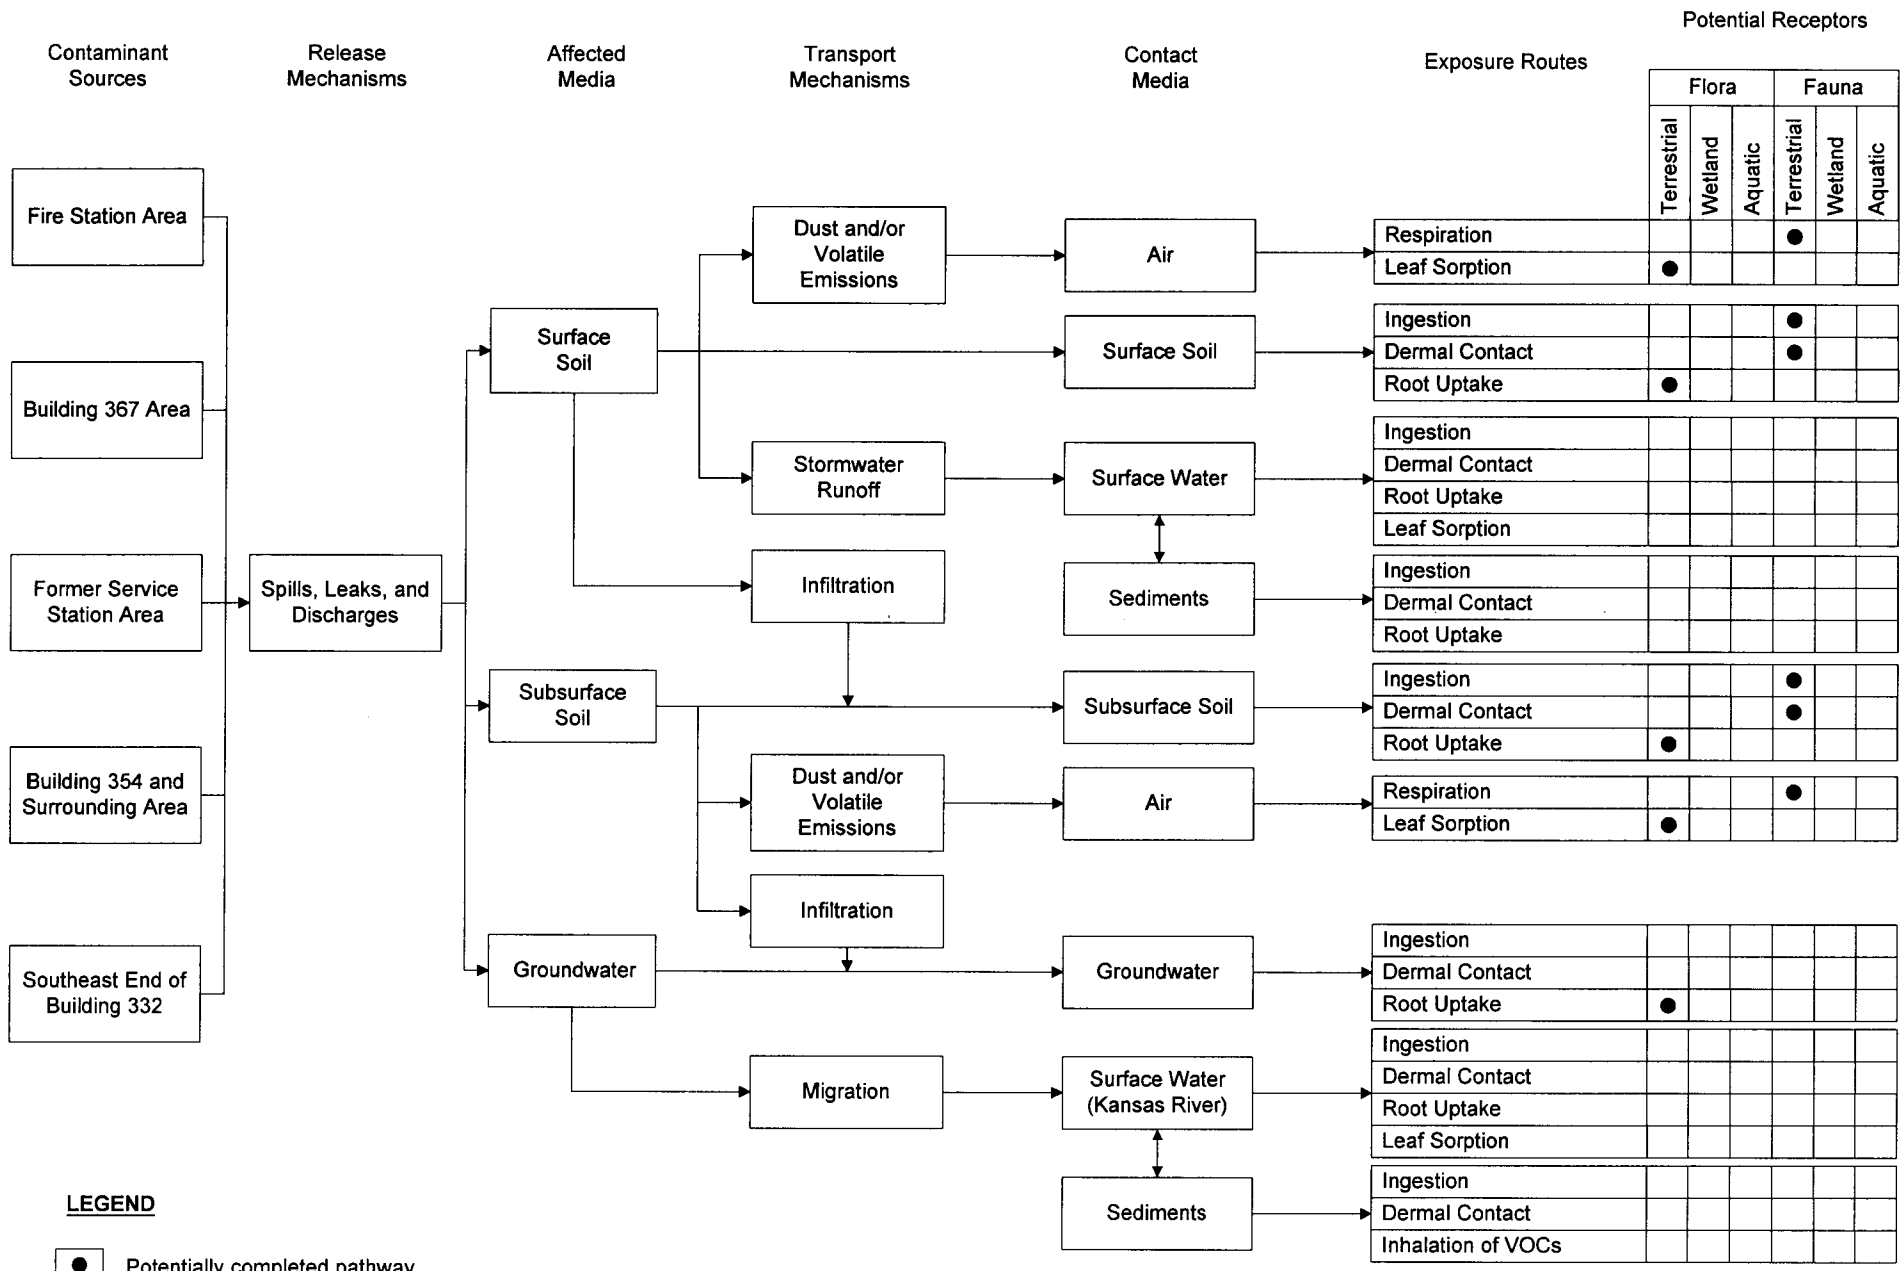 Potential Receptors
Contaminant
Sources
Release
Mechanisms
Affected
Media
Transport
Mechanisms
Contact
Media
Exposure Routes
Flora
Fauna
Terrestrial
Wetland
Aquatic
Terrestrial
Wetland
Aquatic
Fire Station Area
Building 367 Area
Former Service
Station Area
Building 354 and
Surrounding Area
Southeast End of
Building 332
Spills, Leaks, and
Discharges
Surface
Soil
Subsurface
Soil
Groundwater
Dust and/or
Volatile
Emissions
Stormwater
Runoff
Infiltration
Dust and/or
Volatile
Emissions
Infiltration
Migration
Air
Surface Soil
Surface Water
Sediments
Subsurface Soil
Air
Groundwater
Surface Water
(Kansas River)
Sediments
Respiration
Leaf Sorption
Ingestion
Dermal Contact
Root Uptake
Ingestion
Dermal Contact
Root Uptake
Leaf Sorption
Ingestion
Dermal Contact
Root Uptake
Ingestion
Dermal Contact
Root Uptake
Respiration
Leaf Sorption
Ingestion
Dermal Contact
Root Uptake
Ingestion
Dermal Contact
Root Uptake
Leaf Sorption
Ingestion
Dermal Contact
Inhalation of VOCs
LEGEND
Potentially completed pathway